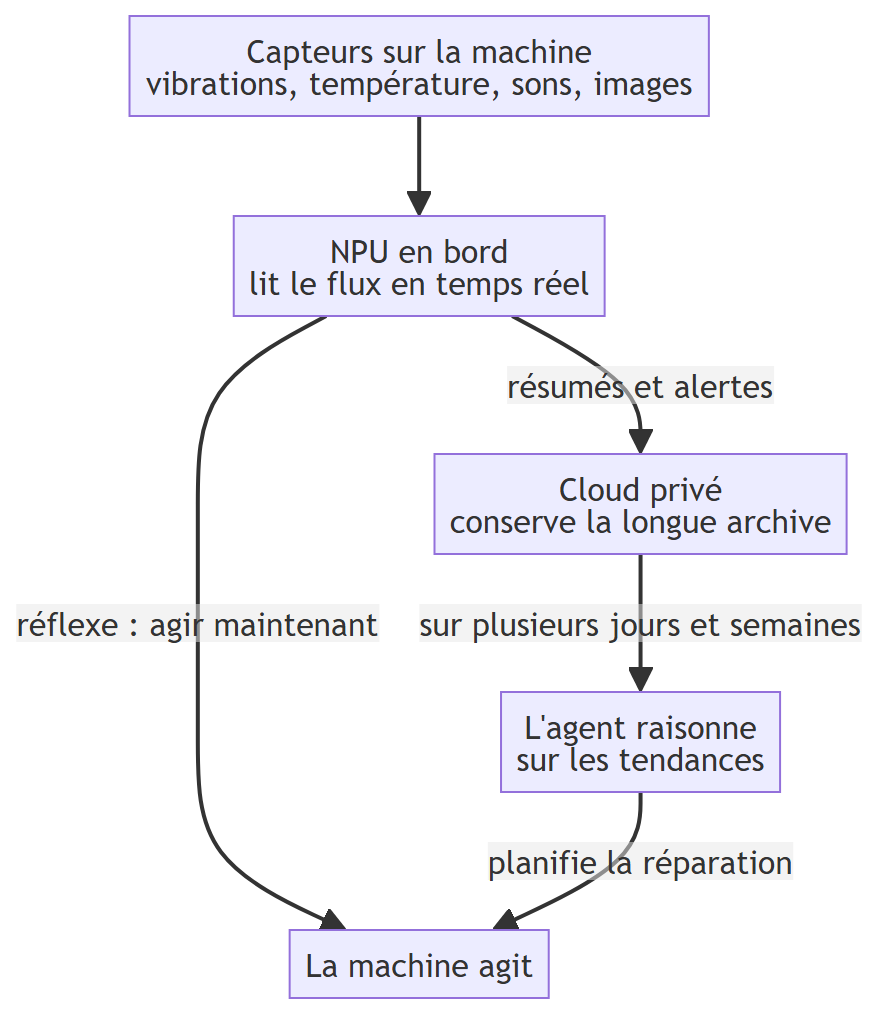 Capteurs sur la machine
vibrations, température, sons, images
NPU en bord
lit le flux en temps réel
résumés et alertes
Cloud privé
conserve la longue archive
réflexe : agir maintenant
sur plusieurs jours et semaines
L'agent raisonne
sur les tendances
planifie la réparation
La machine agit